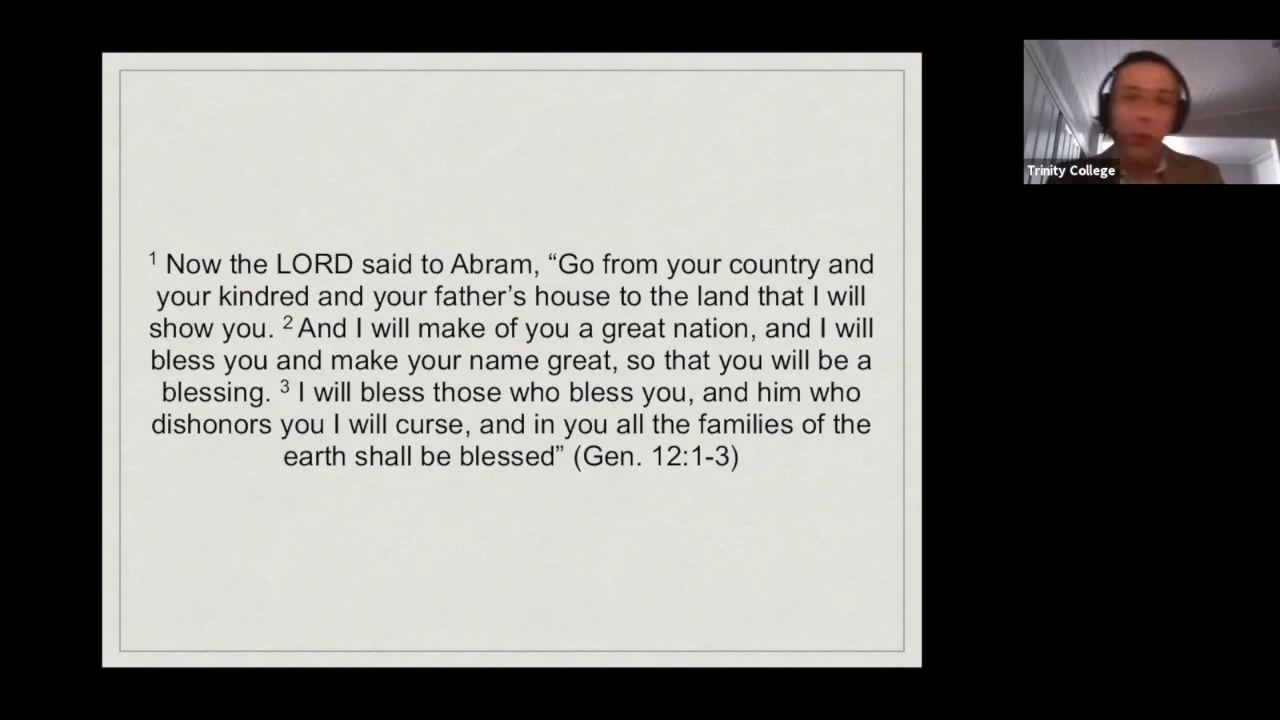 ¹ Now the LORD said to Abram, “Go from your country and
your kindred and your father’s house to the land that I will
show you. ² And I will make of you a great nation, and I will
bless you and make your name great, so that you will be a
blessing. ³ I will bless those who bless you, and him who
dishonors you I will curse, and in you all the families of the
earth shall be blessed” (Gen. 12:1-3)
Trinity College